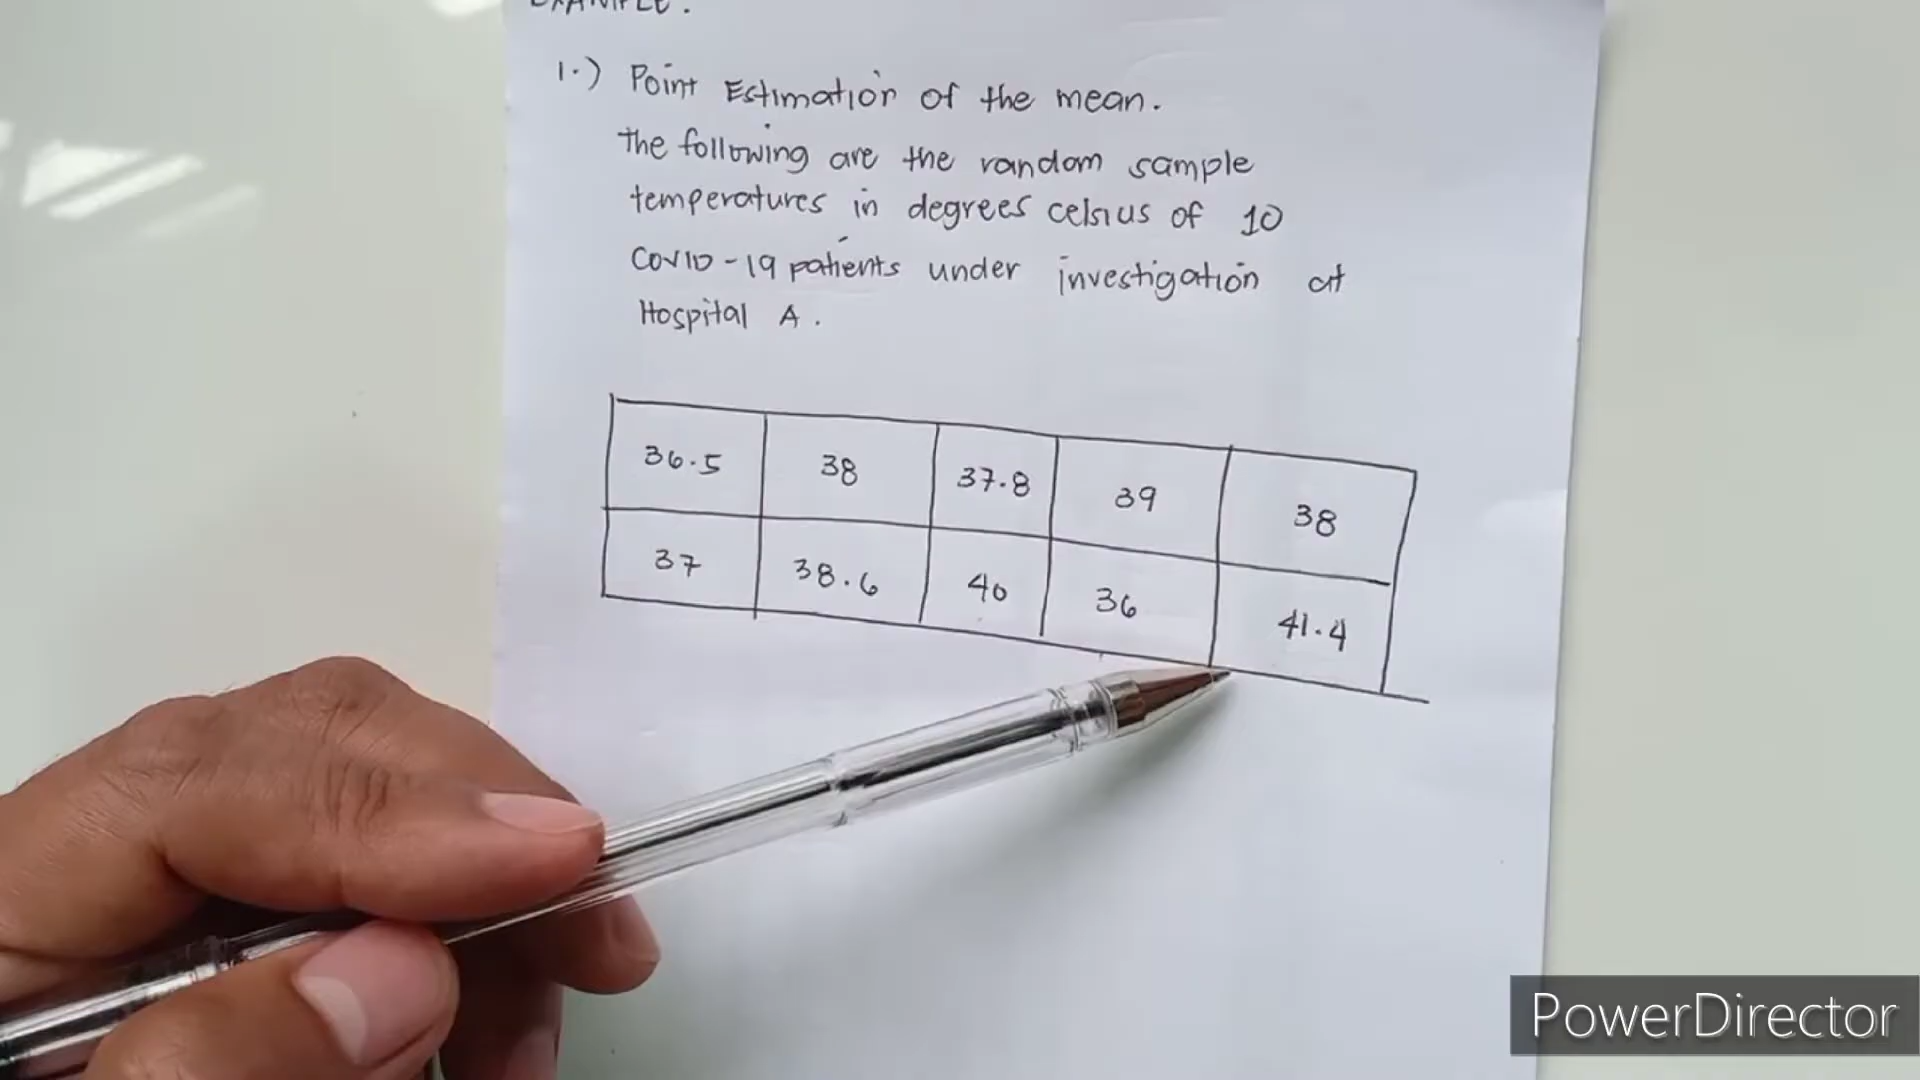 EXAMPLE.
1.) Point Estimation of the mean.
The following are the random sample
temperatures in degrees celsius of 10
COVID-19 patients under investigation at
Hospital A.
36.5 38 37.8 39 38
37 38.6 40 36 41.4
PowerDirector